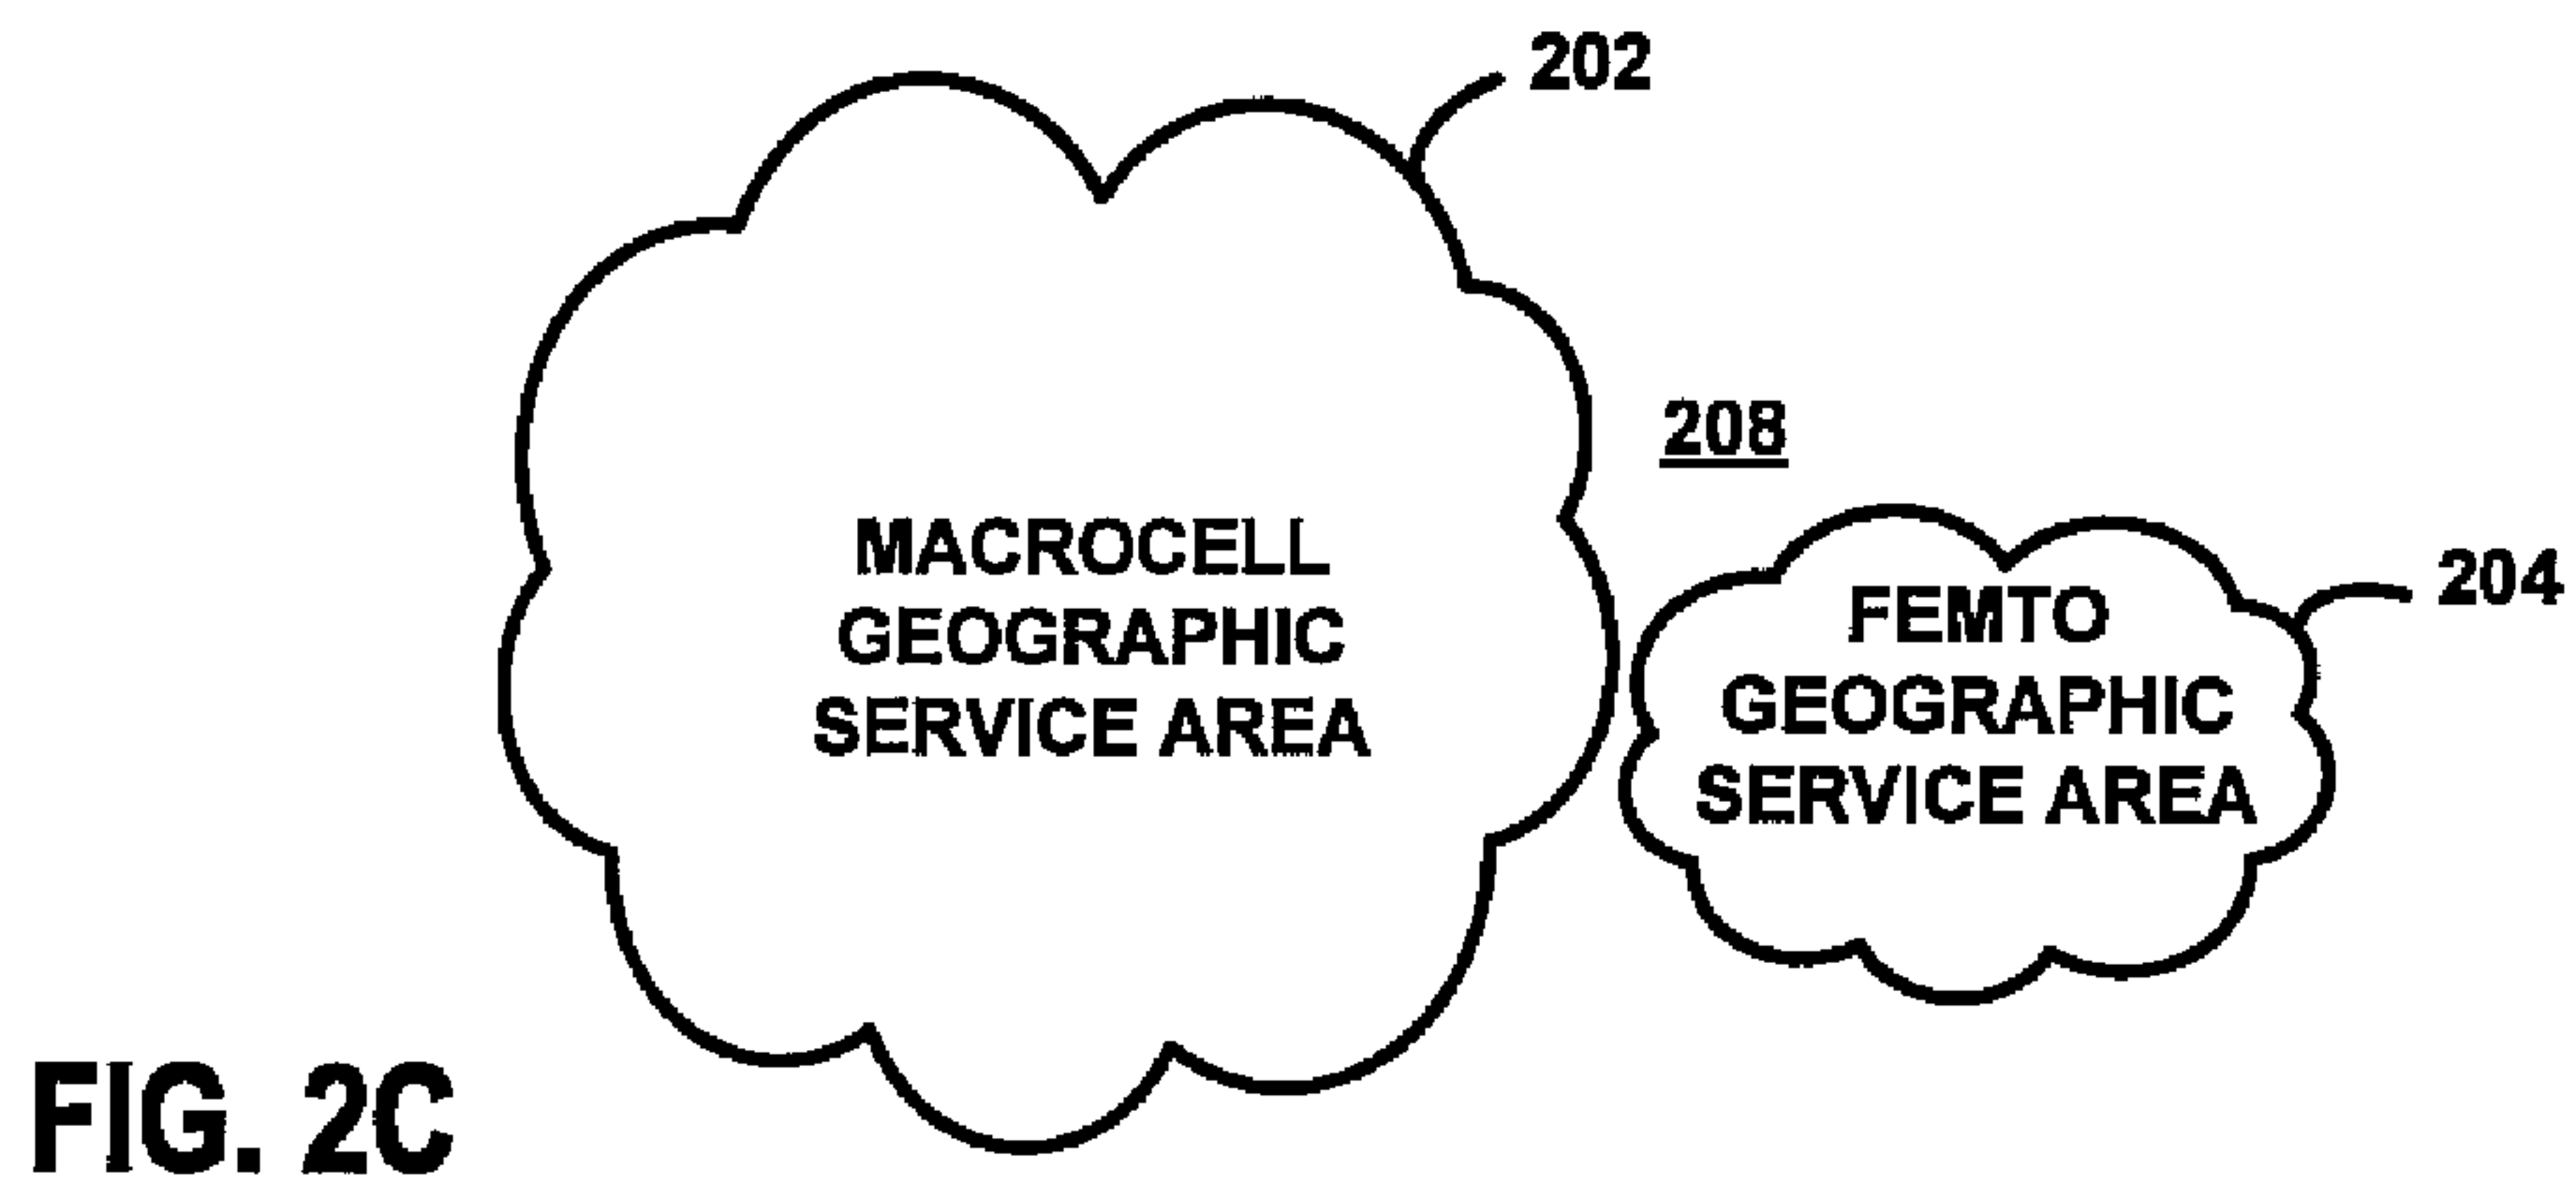 202
208
MACROCELL
GEOGRAPHIC
SERVICE AREA
FEMTO
GEOGRAPHIC
SERVICE AREA
204
FIG. 2C